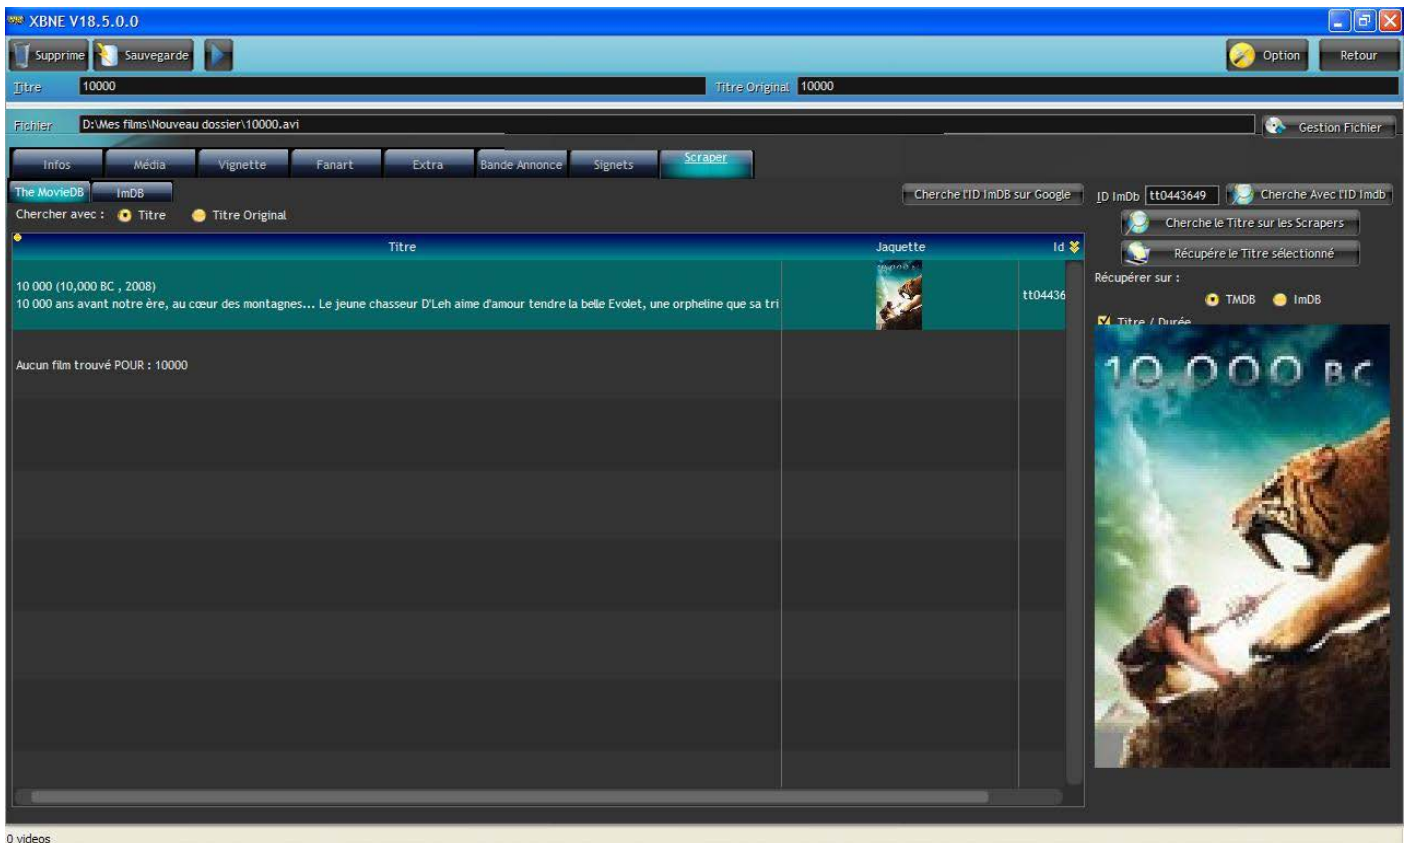 XBNE V18.5.0.0
Supprime Sauvegarde Option Retour
Titre 10000 Titre Original 10000
Fichier D:\Mes films\Nouveau dossier\10000.avi Gestion Fichier
Infos Média Vignette Fanart Extra Bande Annonce Signets Scraper
The MovieDB ImDB Cherche l'ID ImDB sur Google ID ImDb tt0443649 Cherche Avec l'ID Imdb
Chercher avec : Titre Titre Original Cherche le Titre sur les Scrapers
Titre Jaquette Id Récupére le Titre sélectionné
Récupérer sur :
10 000 (10,000 BC , 2008)
10 000 ans avant notre ère, au cœur des montagnes... Le jeune chasseur D'Leh aime d'amour tendre la belle Evolet, une orpheline que sa tri tt04436
TMDB ImDB
Titre / Durée
Aucun film trouvé POUR : 10000
10.000 BC
0 videos